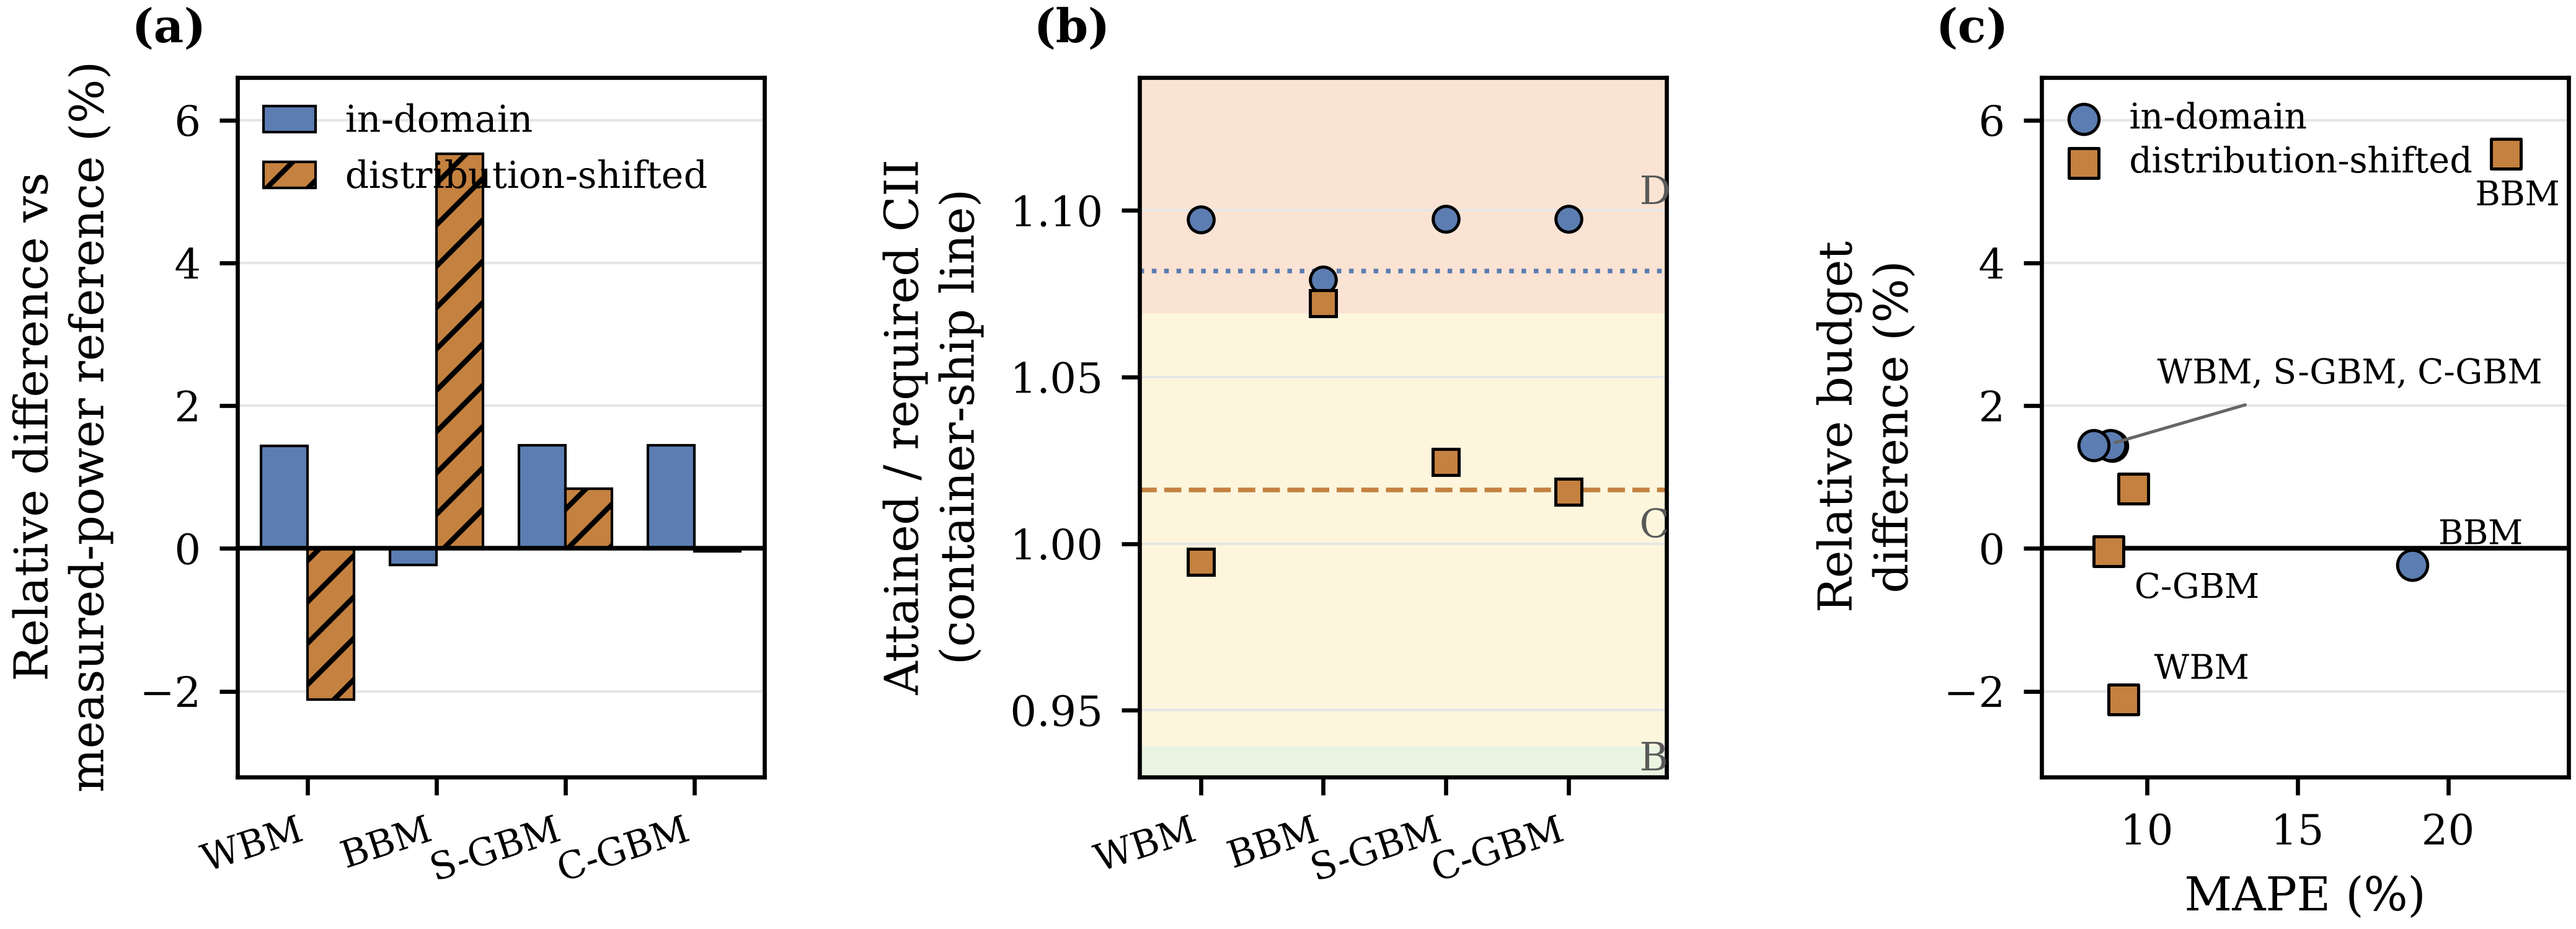 (a)
Relative difference vs
measured-power reference (%)
6
4
2
0
−2
in-domain
distribution-shifted
WBM
BBM
S-GBM
C-GBM
(b)
Attained / required CII
(container-ship line)
1.10
1.05
1.00
0.95
D
C
B
WBM
BBM
S-GBM
C-GBM
(c)
Relative budget
difference (%)
6
4
2
0
−2
in-domain
distribution-shifted
BBM
WBM, S-GBM, C-GBM
BBM
C-GBM
WBM
10
15
20
MAPE (%)